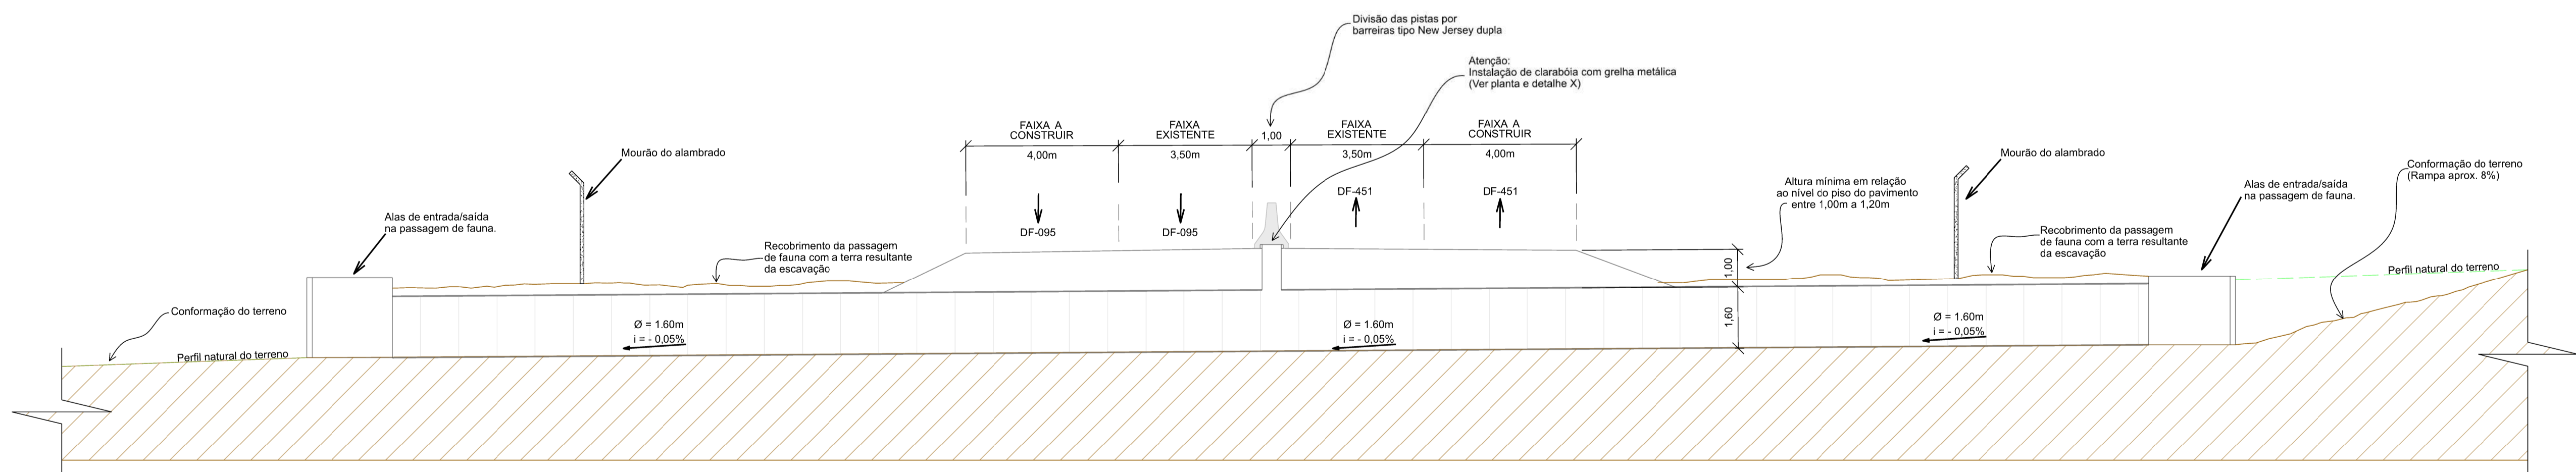 Divisão das pistas por
barreiras tipo New Jersey dupla
Atenção:
Instalação de clarabóia com grelha metálica
(Ver planta e detalhe X)
FAIXA A
CONSTRUIR
4,00m
FAIXA
EXISTENTE
3,50m
1,00
FAIXA
EXISTENTE
3,50m
FAIXA A
CONSTRUIR
4,00m
DF-095
DF-095
DF-451
DF-451
Mourão do alambrado
Alas de entrada/saída
na passagem de fauna.
Recobrimento da passagem
de fauna com a terra resultante
da escavação
Conformação do terreno
Perfil natural do terreno
Altura mínima em relação
ao nível do piso do pavimento
entre 1,00m a 1,20m
Mourão do alambrado
Alas de entrada/saída
na passagem de fauna.
Conformação do terreno
(Rampa aprox. 8%)
Recobrimento da passagem
de fauna com a terra resultante
da escavação
Perfil natural do terreno
1,00
1,60
Ø = 1.60m
i = - 0,05%
Ø = 1.60m
i = - 0,05%
Ø = 1.60m
i = - 0,05%